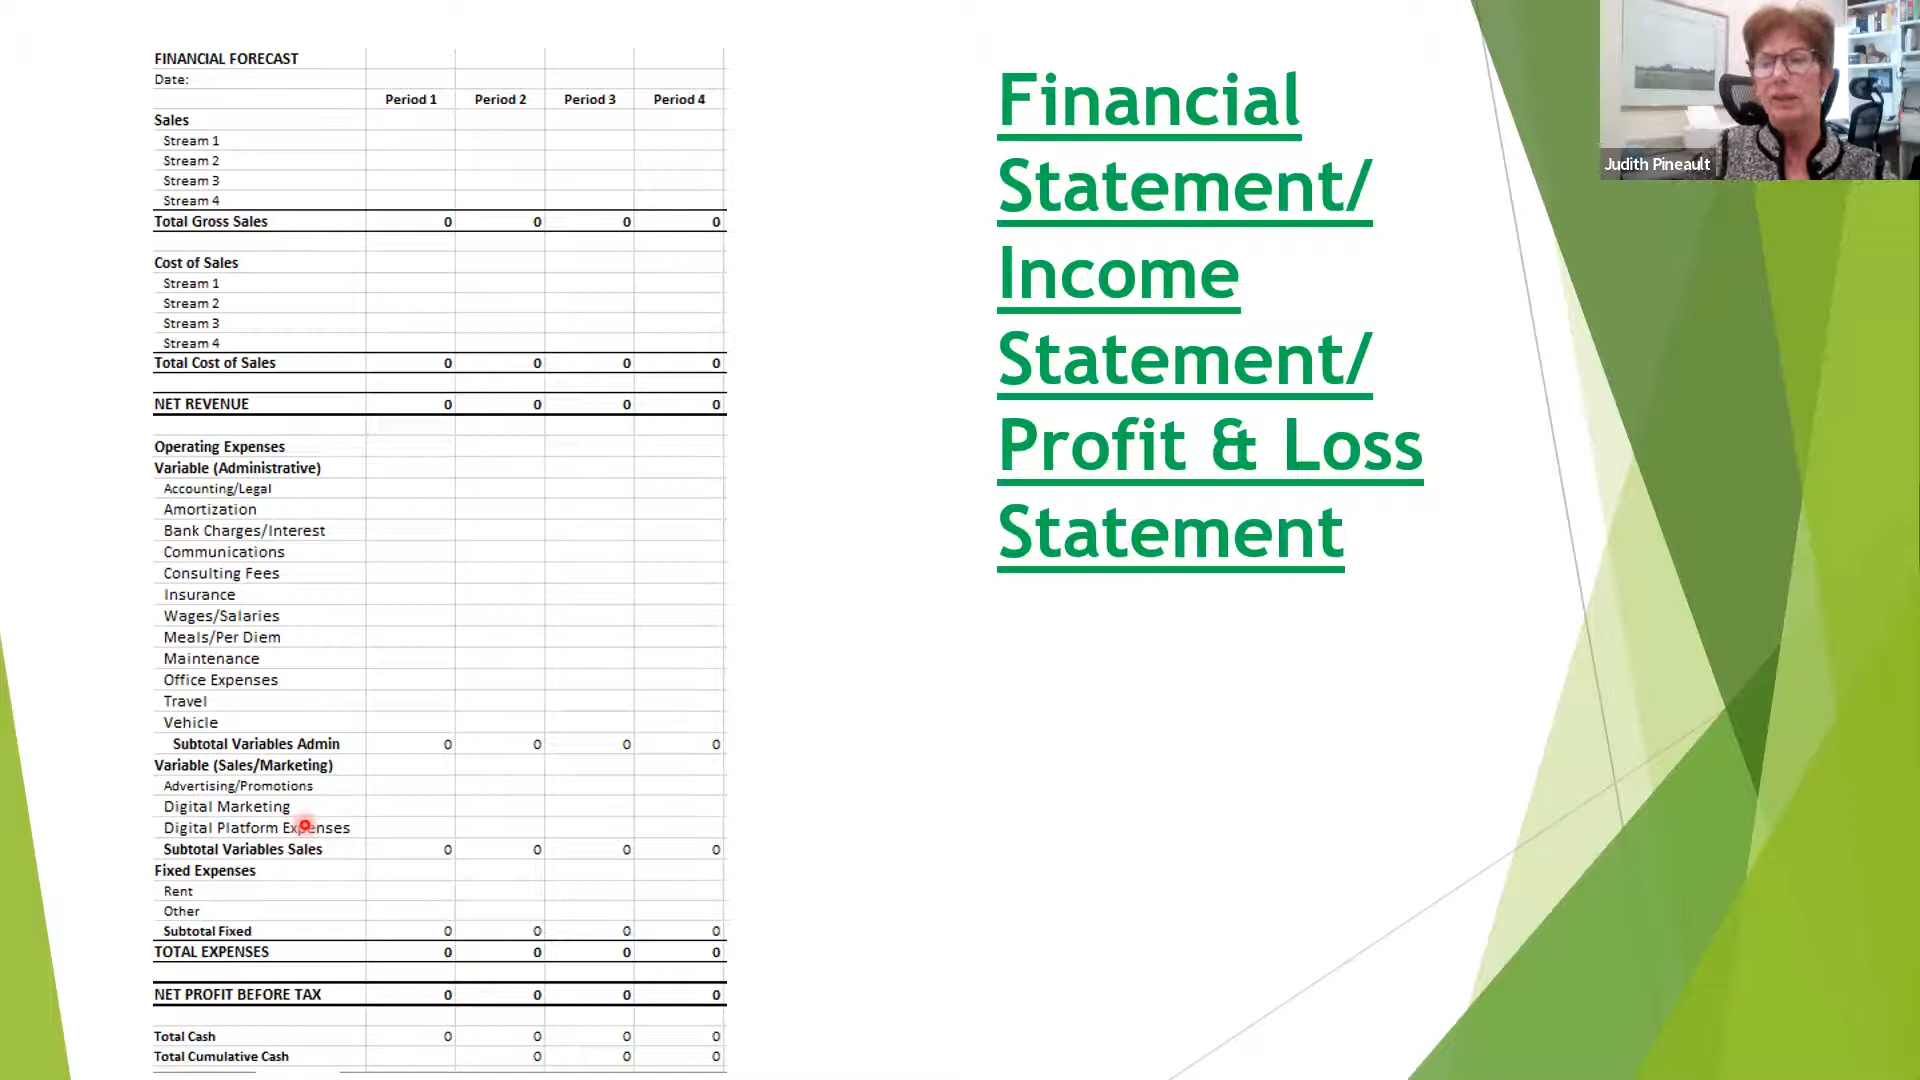 FINANCIAL FORECAST
Date:
Period 1 Period 2 Period 3 Period 4
Sales
Stream 1
Stream 2
Stream 3
Stream 4
Total Gross Sales 0 0 0 0
Cost of Sales
Stream 1
Stream 2
Stream 3
Stream 4
Total Cost of Sales 0 0 0 0
NET REVENUE 0 0 0 0
Operating Expenses
Variable (Administrative)
Accounting/Legal
Amortization
Bank Charges/Interest
Communications
Consulting Fees
Insurance
Wages/Salaries
Meals/Per Diem
Maintenance
Office Expenses
Travel
Vehicle
Subtotal Variables Admin 0 0 0 0
Variable (Sales/Marketing)
Advertising/Promotions
Digital Marketing
Digital Platform Expenses
Subtotal Variables Sales 0 0 0 0
Fixed Expenses
Rent
Other
Subtotal Fixed 0 0 0 0
TOTAL EXPENSES 0 0 0 0
NET PROFIT BEFORE TAX 0 0 0 0
Total Cash 0 0 0 0
Total Cumulative Cash 0 0 0
Financial
Statement/
Income
Statement/
Profit & Loss
Statement
Judith Pineault